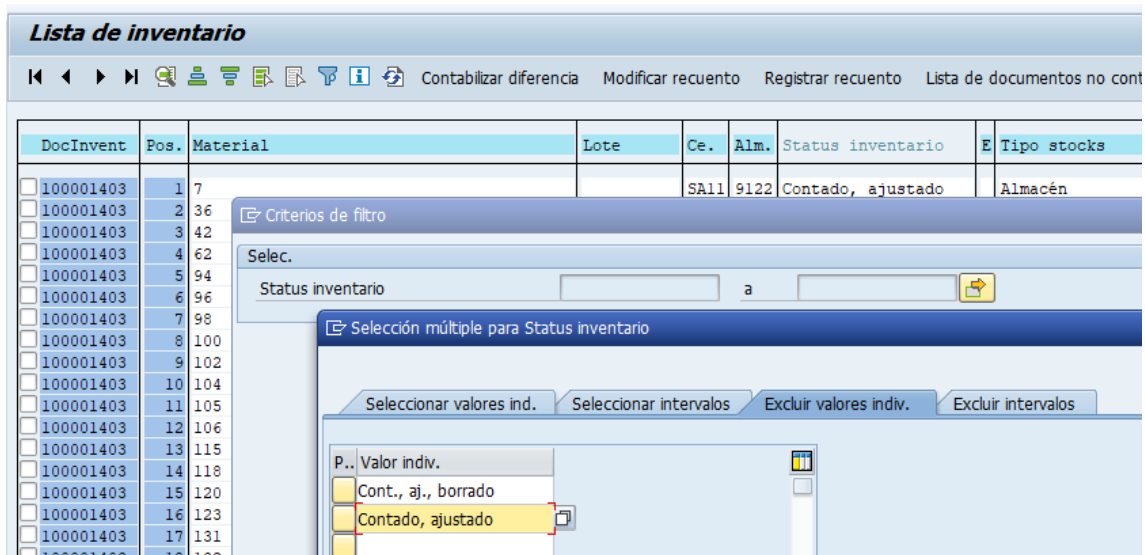 Lista de inventario
Contabilizar diferencia Modificar recuento Registrar recuento Lista de documentos no cont
DocInvent Pos. Material Lote Ce. Alm. Status inventario E Tipo stocks
100001403 1 7 SA11 9122 Contado, ajustado Almacén
100001403 2 36
100001403 3 42
100001403 4 62
100001403 5 94
100001403 6 96
100001403 7 98
100001403 8 100
100001403 9 102
100001403 10 104
100001403 11 105
100001403 12 106
100001403 13 115
100001403 14 118
100001403 15 120
100001403 16 123
100001403 17 131
Criterios de filtro
Selec.
Status inventario a
Selección múltiple para Status inventario
Seleccionar valores ind. Seleccionar intervalos Excluir valores indiv. Excluir intervalos
P.. Valor indiv.
Cont., aj., borrado
Contado, ajustado